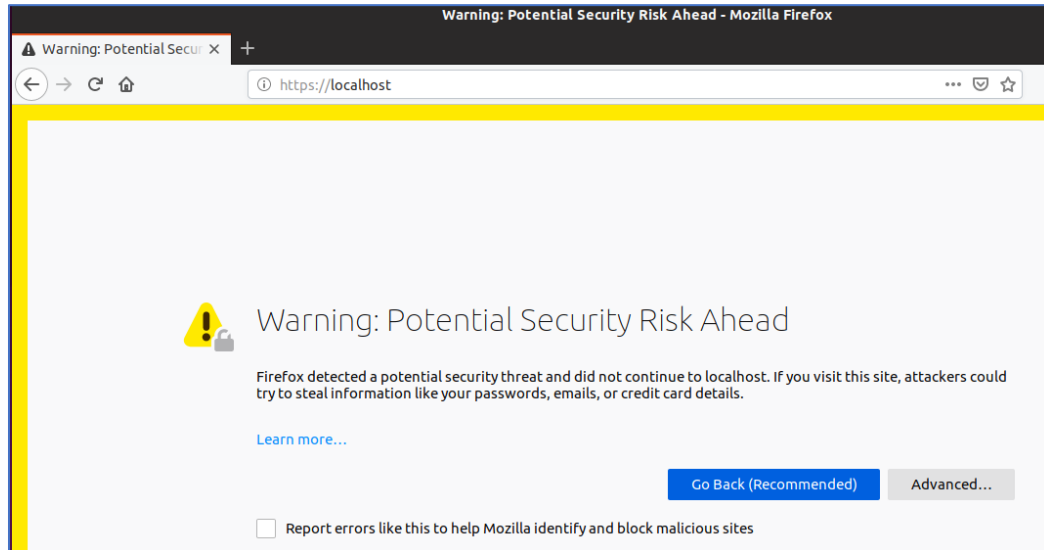 Warning: Potential Security Risk Ahead - Mozilla Firefox
Warning: Potential Secur
https://localhost
Warning: Potential Security Risk Ahead
Firefox detected a potential security threat and did not continue to localhost. If you visit this site, attackers could
try to steal information like your passwords, emails, or credit card details.
Learn more…
Go Back (Recommended) Advanced…
Report errors like this to help Mozilla identify and block malicious sites